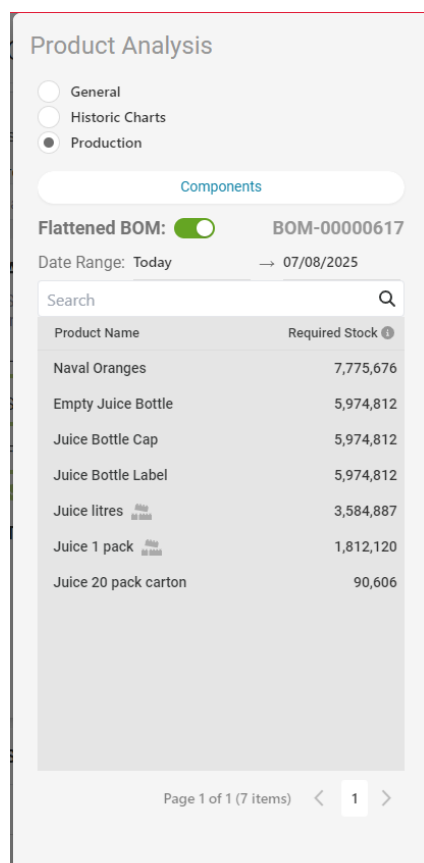 Product Analysis
General
Historic Charts
Production
Components
Flattened BOM: BOM-00000617
Date Range: Today → 07/08/2025
Search
Product Name Required Stock
Naval Oranges 7,775,676
Empty Juice Bottle 5,974,812
Juice Bottle Cap 5,974,812
Juice Bottle Label 5,974,812
Juice litres 3,584,887
Juice 1 pack 1,812,120
Juice 20 pack carton 90,606
Page 1 of 1 (7 items) 1